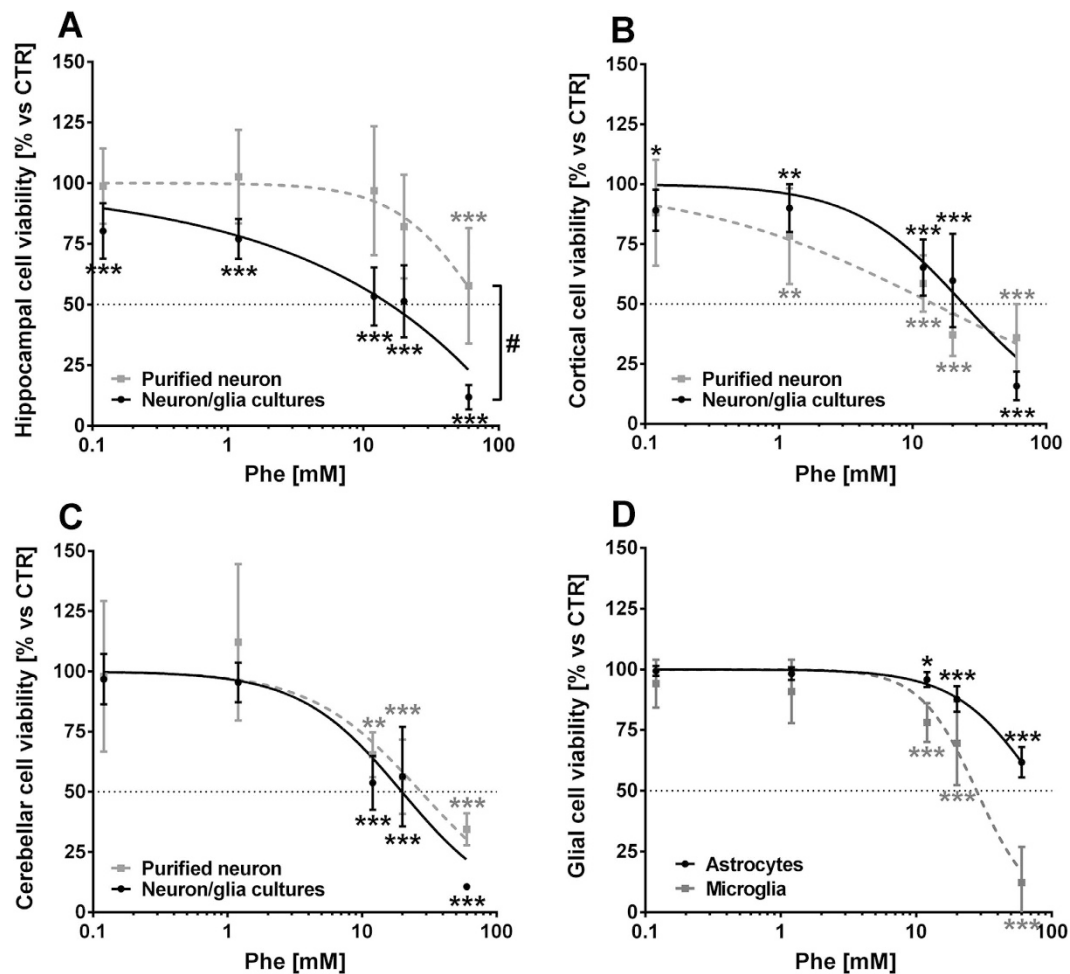 A
Hippocampal cell viability [% vs CTR]
150
125
100
75
50
25
0
***
***
***
***
***
***
#
Purified neuron
Neuron/glia cultures
0.1 1 10 100
Phe [mM]
B
Cortical cell viability [% vs CTR]
150
125
100
75
50
25
0
*
**
***
***
***
**
***
***
***
Purified neuron
Neuron/glia cultures
0.1 1 10 100
Phe [mM]
C
Cerebellar cell viability [% vs CTR]
150
125
100
75
50
25
0
***
**
***
***
***
***
Purified neuron
Neuron/glia cultures
0.1 1 10 100
Phe [mM]
D
Glial cell viability [% vs CTR]
150
125
100
75
50
25
0
*
***
***
***
***
***
Astrocytes
Microglia
0.1 1 10 100
Phe [mM]